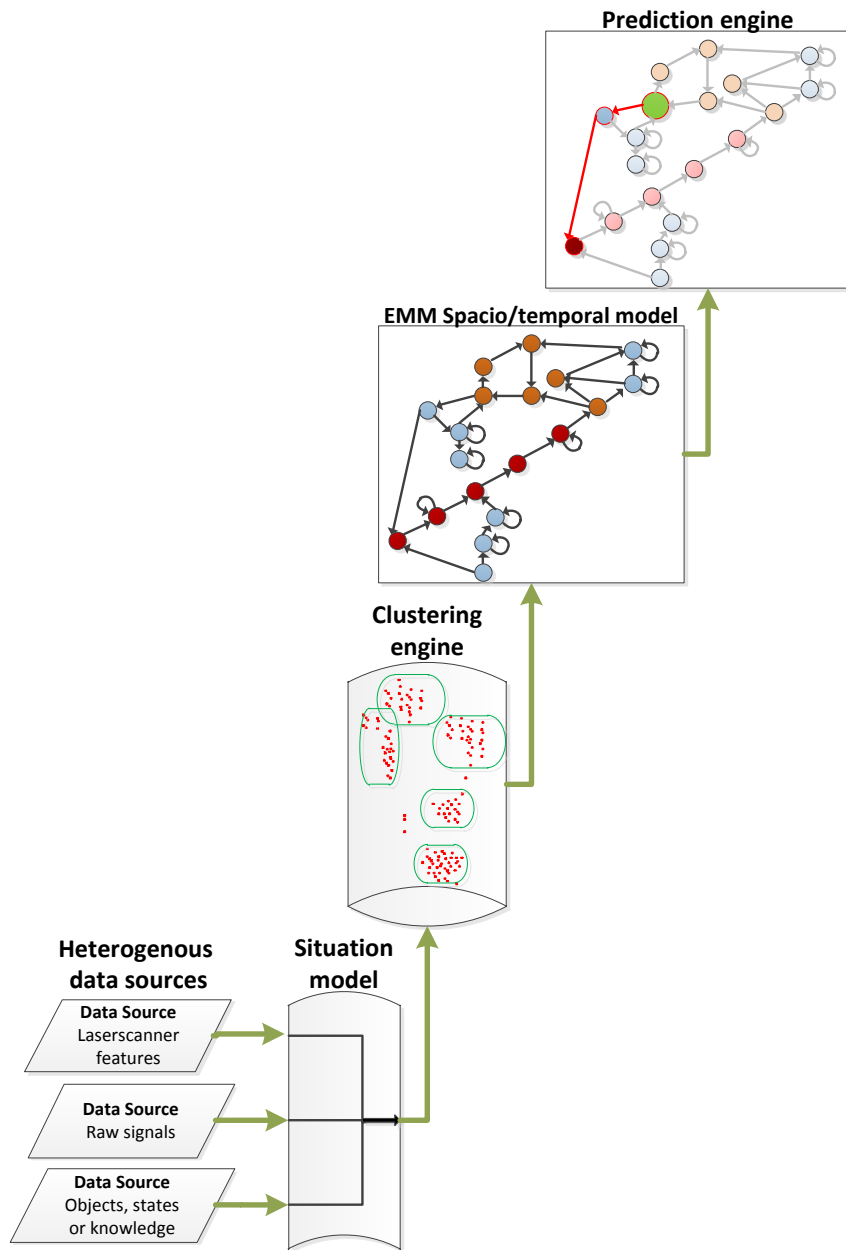 Prediction engine
EMM Spacio/temporal model
Clustering
engine
Heterogenous
data sources
Situation
model
Data Source
Laserscanner
features
Data Source
Raw signals
Data Source
Objects, states
or knowledge